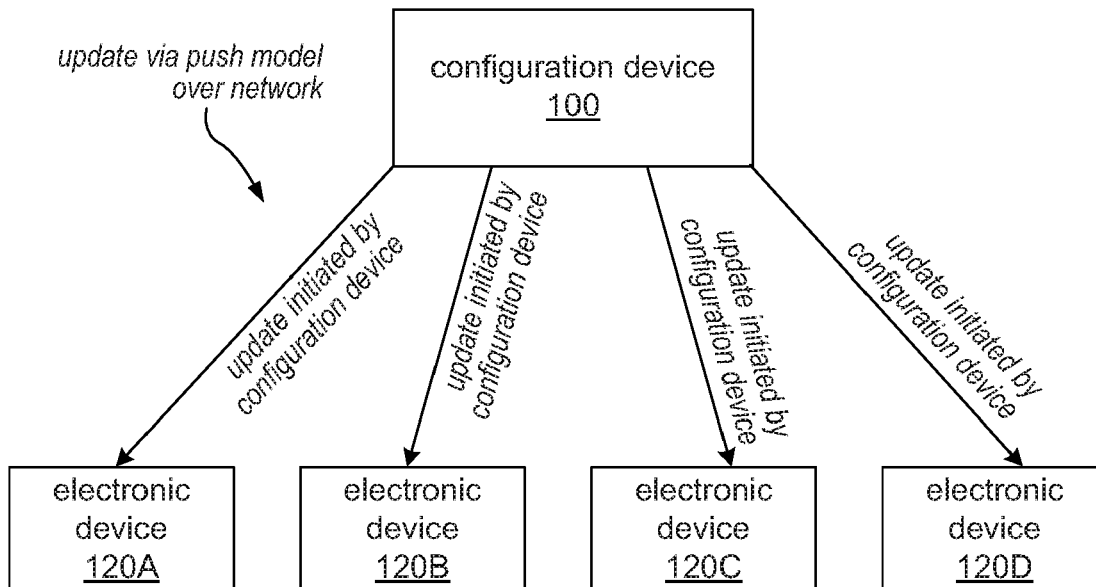 update via push model
over network
configuration device
100
update initiated by
configuration device
update initiated by
configuration device
update initiated by
configuration device
update initiated by
configuration device
electronic
device
120A
electronic
device
120B
electronic
device
120C
electronic
device
120D